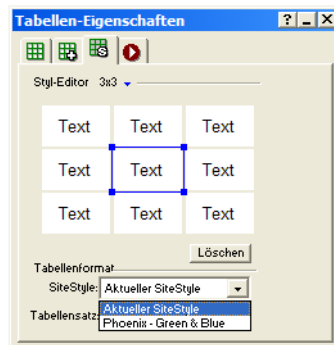 Tabellen-Eigenschaften
Styl-Editor 3x3
Text Text Text
Text Text Text
Text Text Text
Löschen
Tabellenformat
SiteStyle: Aktueller SiteStyle
Aktueller SiteStyle
Tabellensatz:
Phoenix - Green & Blue